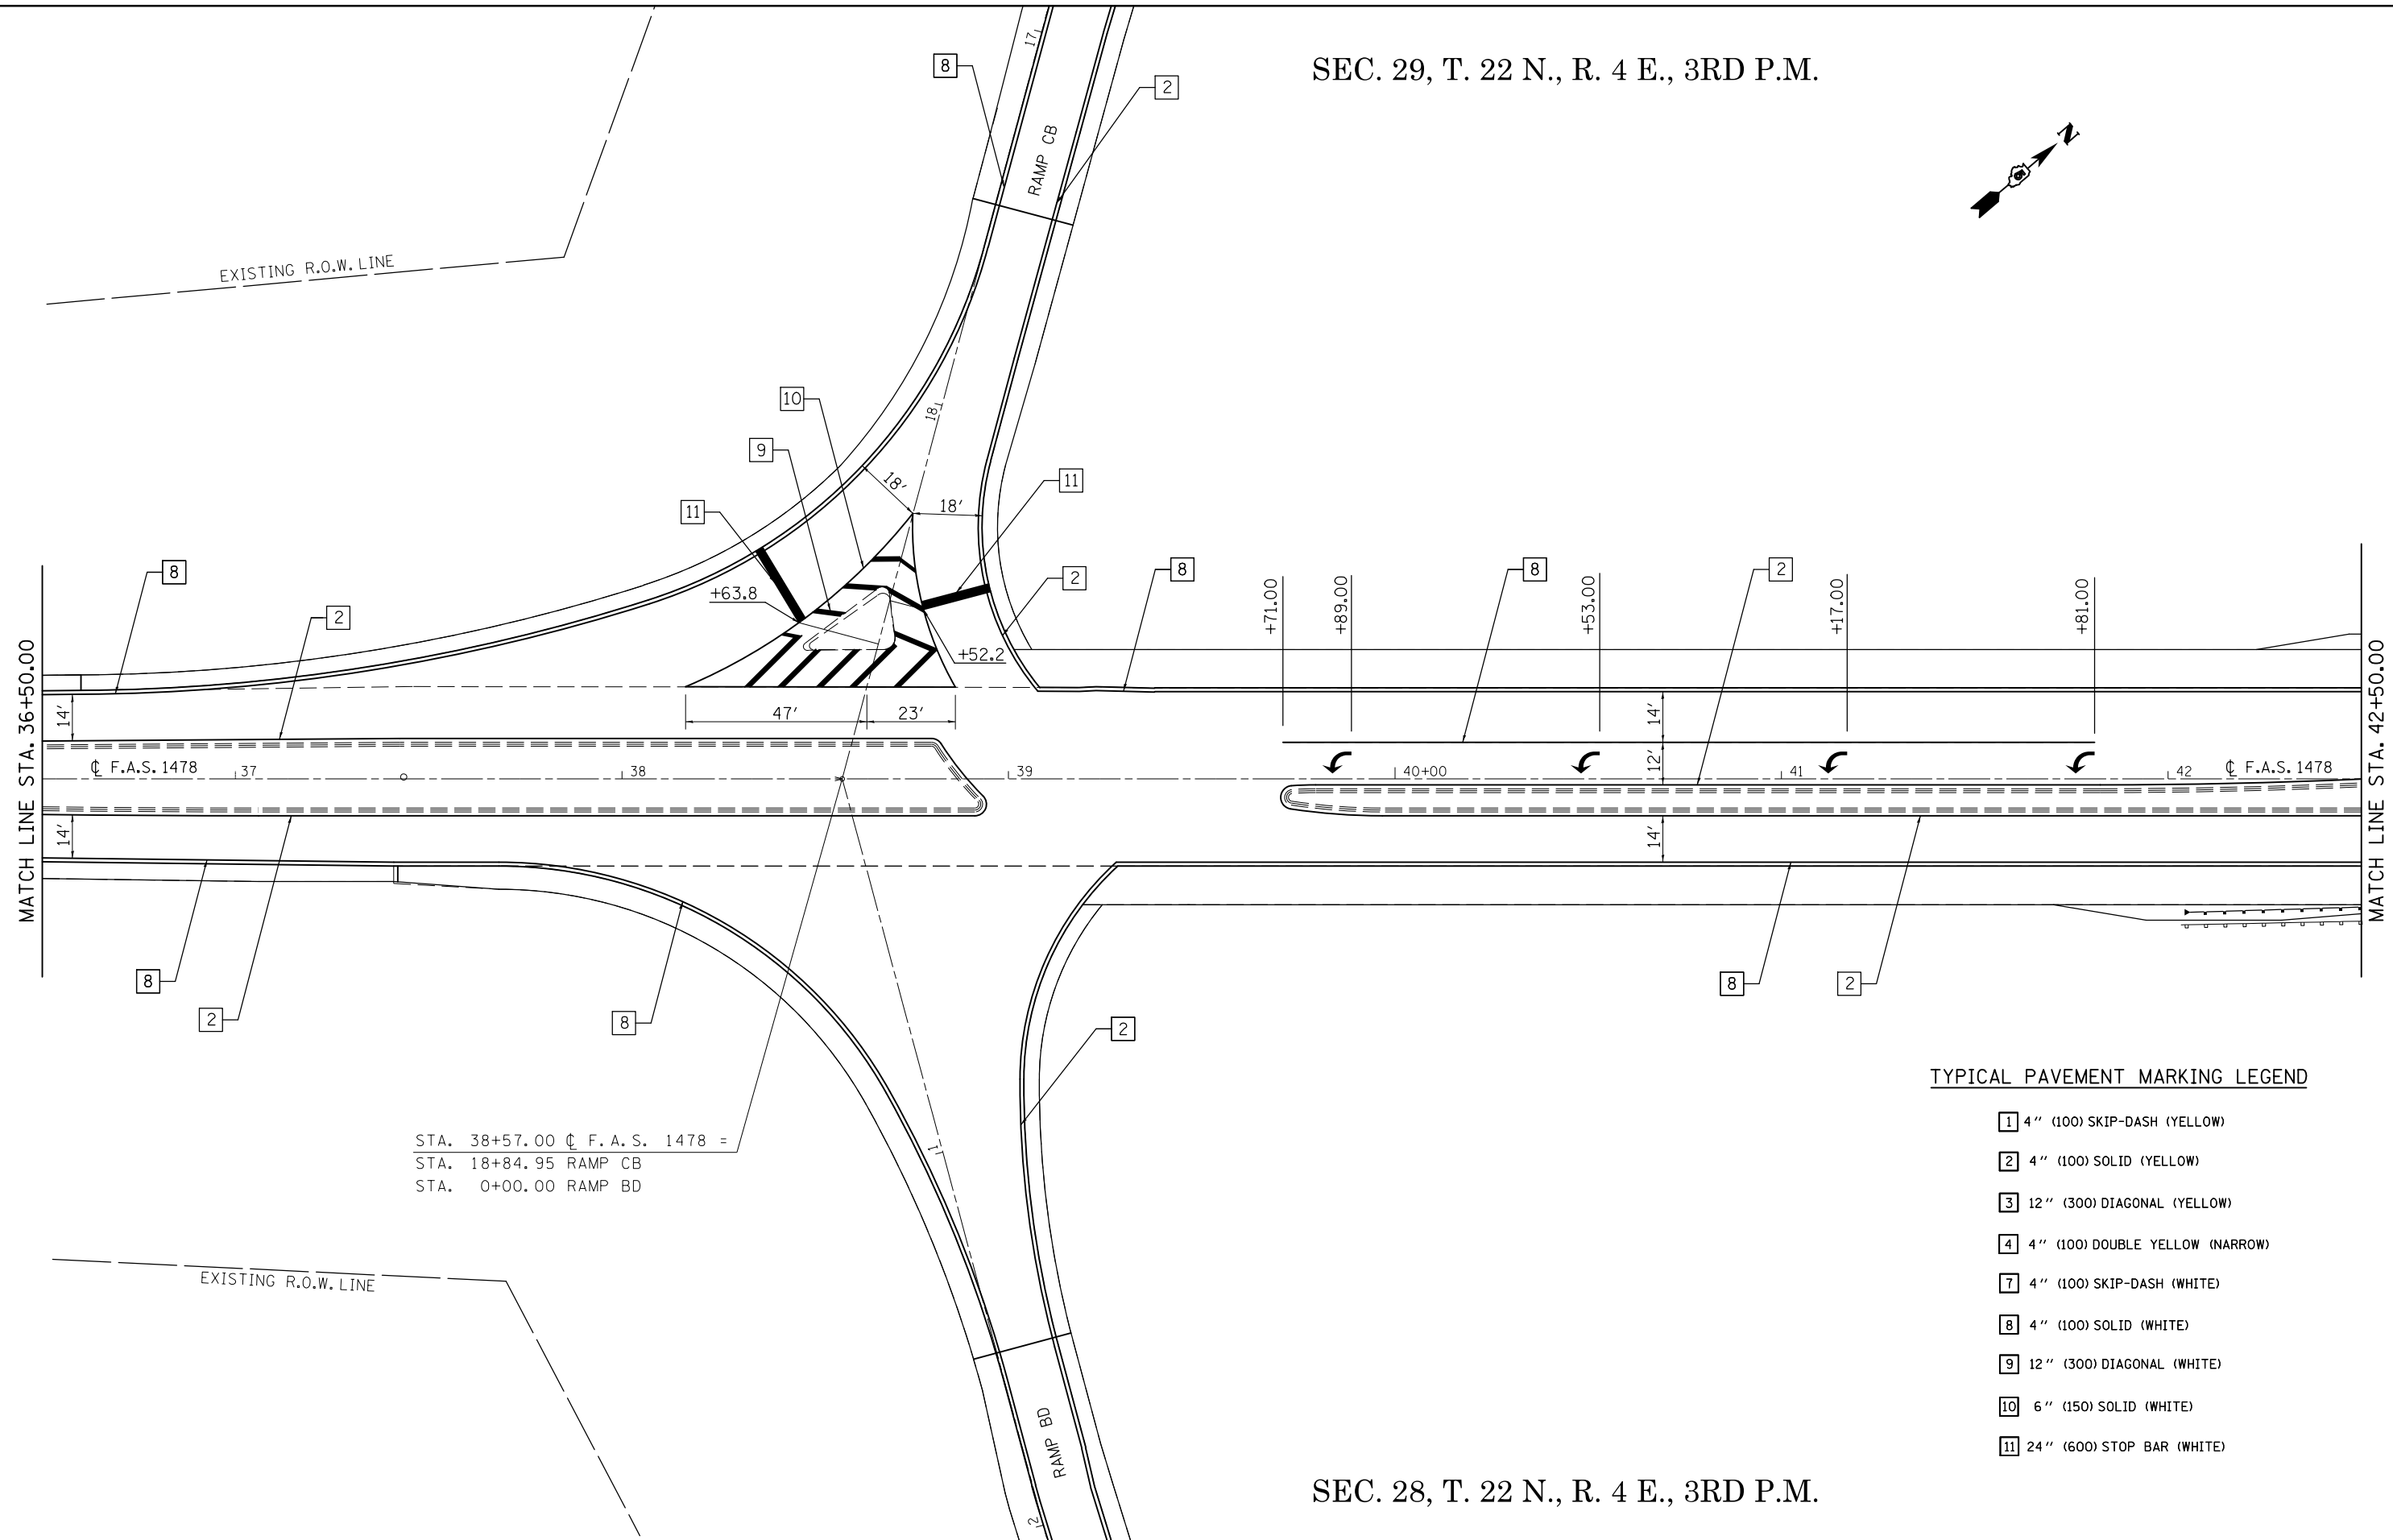 SEC. 29, T. 22 N., R. 4 E., 3RD P.M.
N
17
8
2
RAMP CB
EXISTING R.O.W. LINE
10
18
9
18'
18'
11
11
8
2
+63.8
+52.2
2
8
+71.00
+89.00
8
+53.00
2
+17.00
+81.00
MATCH LINE STA. 36+50.00
MATCH LINE STA. 42+50.00
14'
47'
23'
14'
12'
℄ F.A.S. 1478
37
38
39
40+00
41
42
℄ F.A.S. 1478
14'
14'
8
2
8
8
2
2
STA. 38+57.00 ℄ F.A.S. 1478 =
STA. 18+84.95 RAMP CB
STA. 0+00.00 RAMP BD
1
EXISTING R.O.W. LINE
RAMP BD
2
TYPICAL PAVEMENT MARKING LEGEND
1 4" (100) SKIP-DASH (YELLOW)
2 4" (100) SOLID (YELLOW)
3 12" (300) DIAGONAL (YELLOW)
4 4" (100) DOUBLE YELLOW (NARROW)
7 4" (100) SKIP-DASH (WHITE)
8 4" (100) SOLID (WHITE)
9 12" (300) DIAGONAL (WHITE)
10 6" (150) SOLID (WHITE)
11 24" (600) STOP BAR (WHITE)
SEC. 28, T. 22 N., R. 4 E., 3RD P.M.